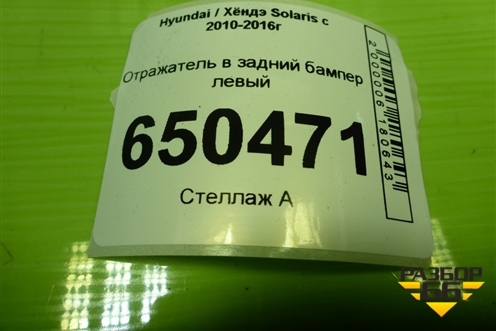 Hyundai / Хёндэ Solaris с
2010-2016г
Отражатель в задний бампер
левый
650471
Стеллаж А
2000006180643
РАЗБОР
66